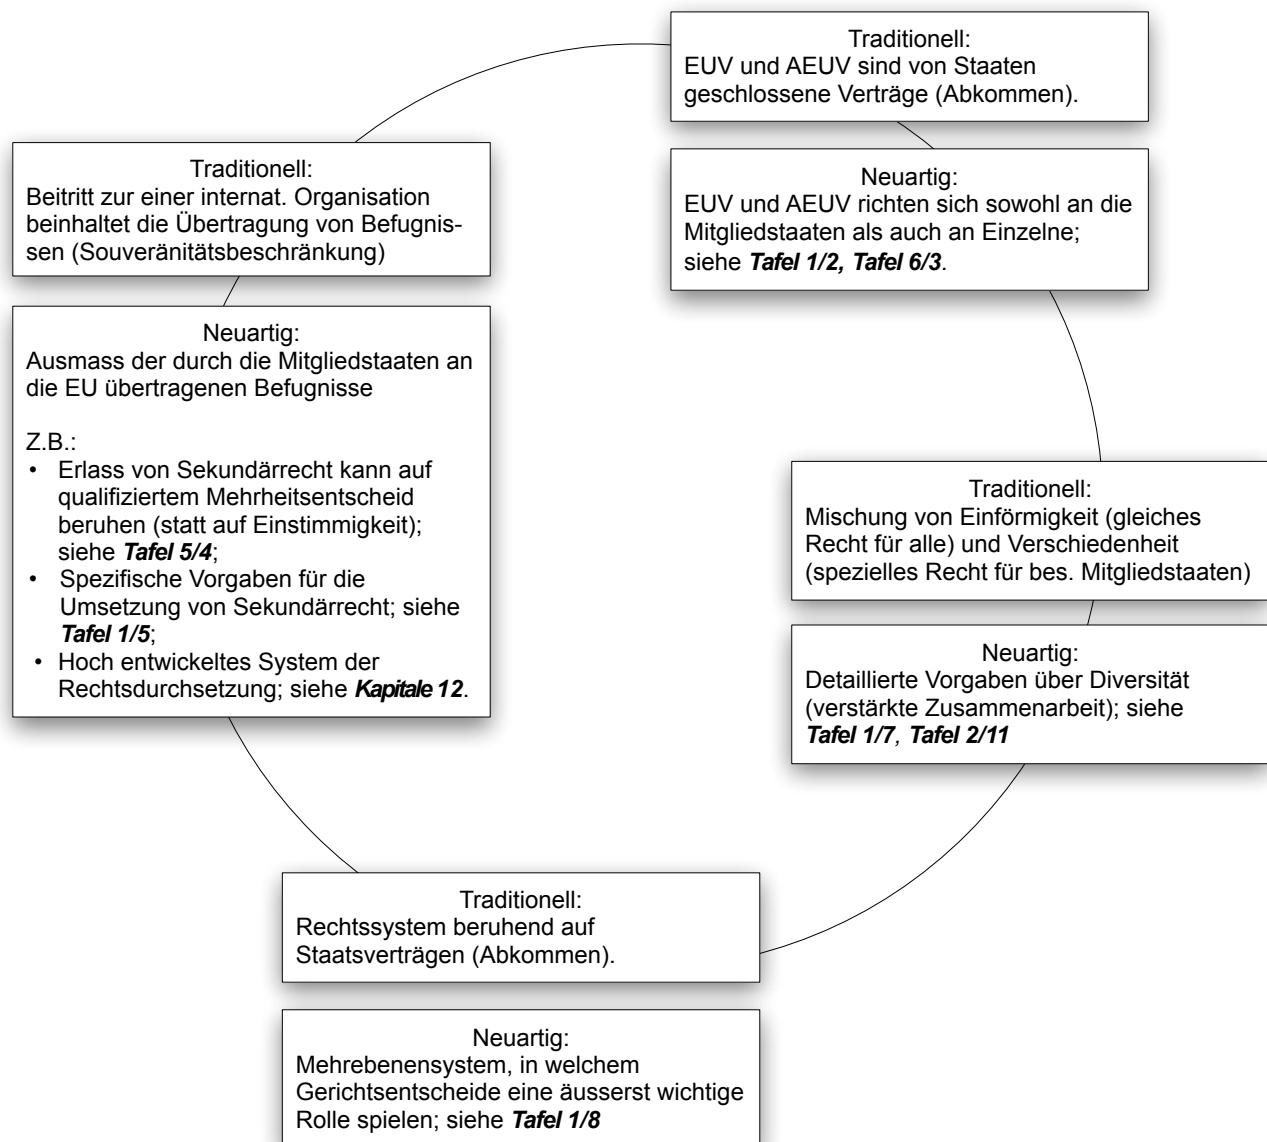 Traditionell:
EUV und AEUV sind von Staaten
geschlossene Verträge (Abkommen).
Neuartig:
EUV und AEUV richten sich sowohl an die
Mitgliedstaaten als auch an Einzelne;
siehe Tafel 1/2, Tafel 6/3.
Traditionell:
Beitritt zur einer internat. Organisation
beinhaltet die Übertragung von Befugnis-
sen (Souveränitätsbeschränkung)
Neuartig:
Ausmass der durch die Mitgliedstaaten an
die EU übertragenen Befugnisse
Z.B.:
• Erlass von Sekundärrecht kann auf
qualifiziertem Mehrheitsentscheid
beruhen (statt auf Einstimmigkeit);
siehe Tafel 5/4;
• Spezifische Vorgaben für die
Umsetzung von Sekundärrecht; siehe
Tafel 1/5;
• Hoch entwickeltes System der
Rechtsdurchsetzung; siehe Kapitale 12.
Traditionell:
Mischung von Einförmigkeit (gleiches
Recht für alle) und Verschiedenheit
(spezielles Recht für bes. Mitgliedstaaten)
Neuartig:
Detaillierte Vorgaben über Diversität
(verstärkte Zusammenarbeit); siehe
Tafel 1/7, Tafel 2/11
Traditionell:
Rechtssystem beruhend auf
Staatsverträgen (Abkommen).
Neuartig:
Mehrebenensystem, in welchem
Gerichtsentscheide eine äusserst wichtige
Rolle spielen; siehe Tafel 1/8